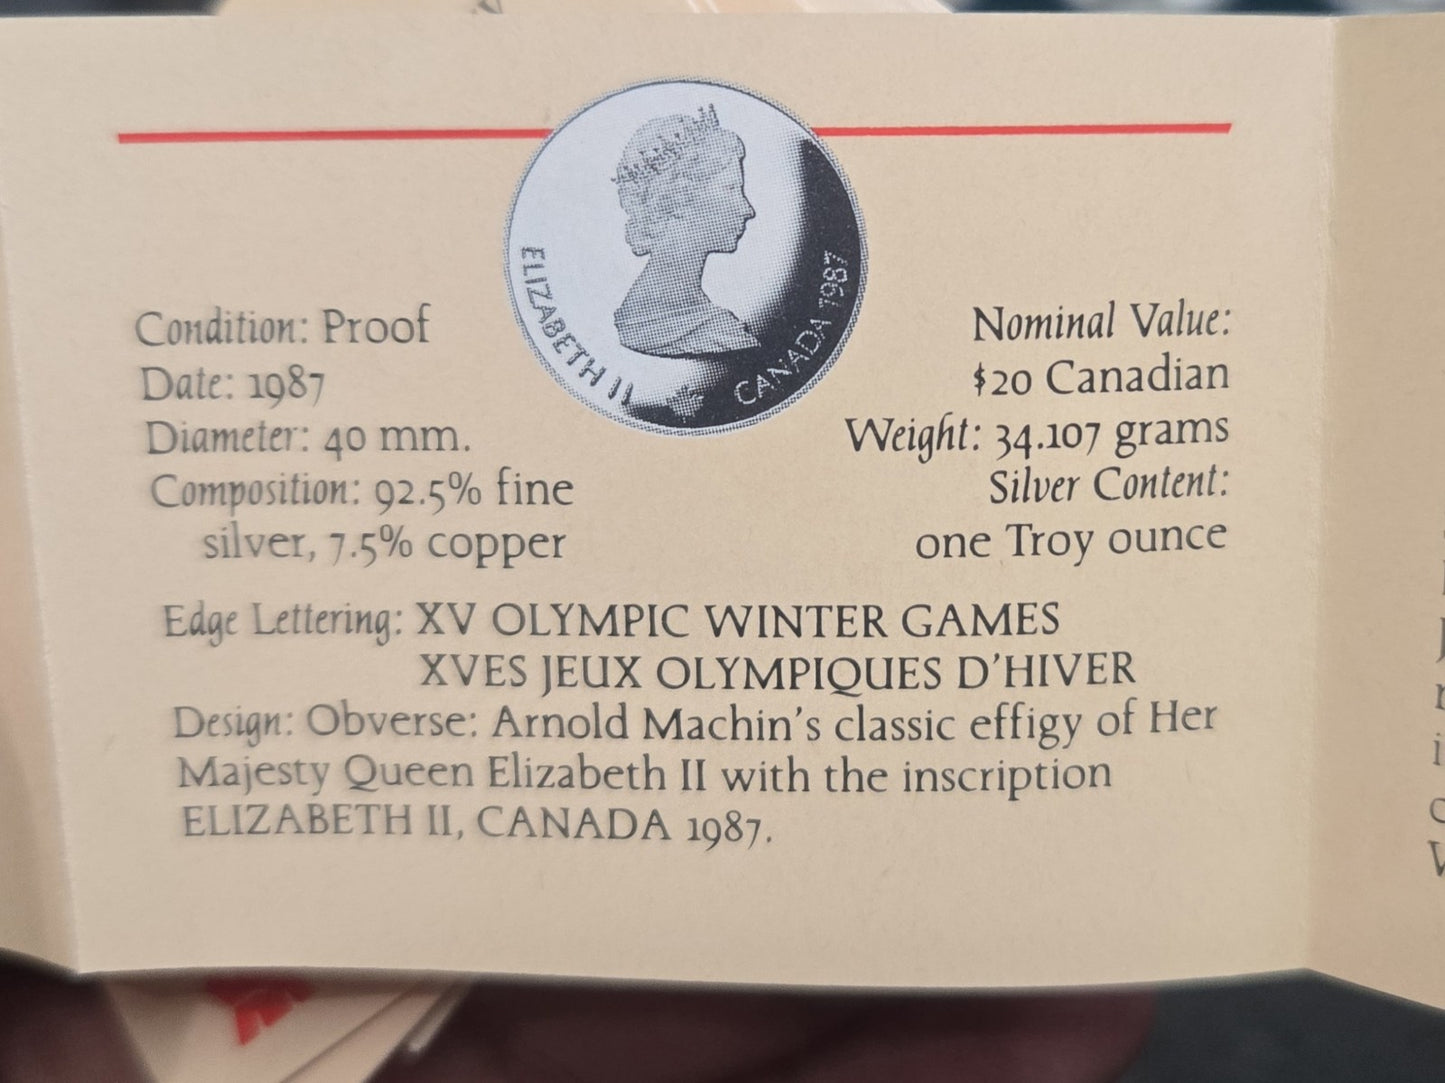 ELIZABETH II
CANADA 1987
Condition: Proof
Date: 1987
Diameter: 40 mm.
Composition: 92.5% fine
silver, 7.5% copper
Nominal Value:
$20 Canadian
Weight: 34.107 grams
Silver Content:
one Troy ounce
Edge Lettering: XV OLYMPIC WINTER GAMES
XVES JEUX OLYMPIQUES D'HIVER
Design: Obverse: Arnold Machin's classic effigy of Her
Majesty Queen Elizabeth II with the inscription
ELIZABETH II, CANADA 1987.